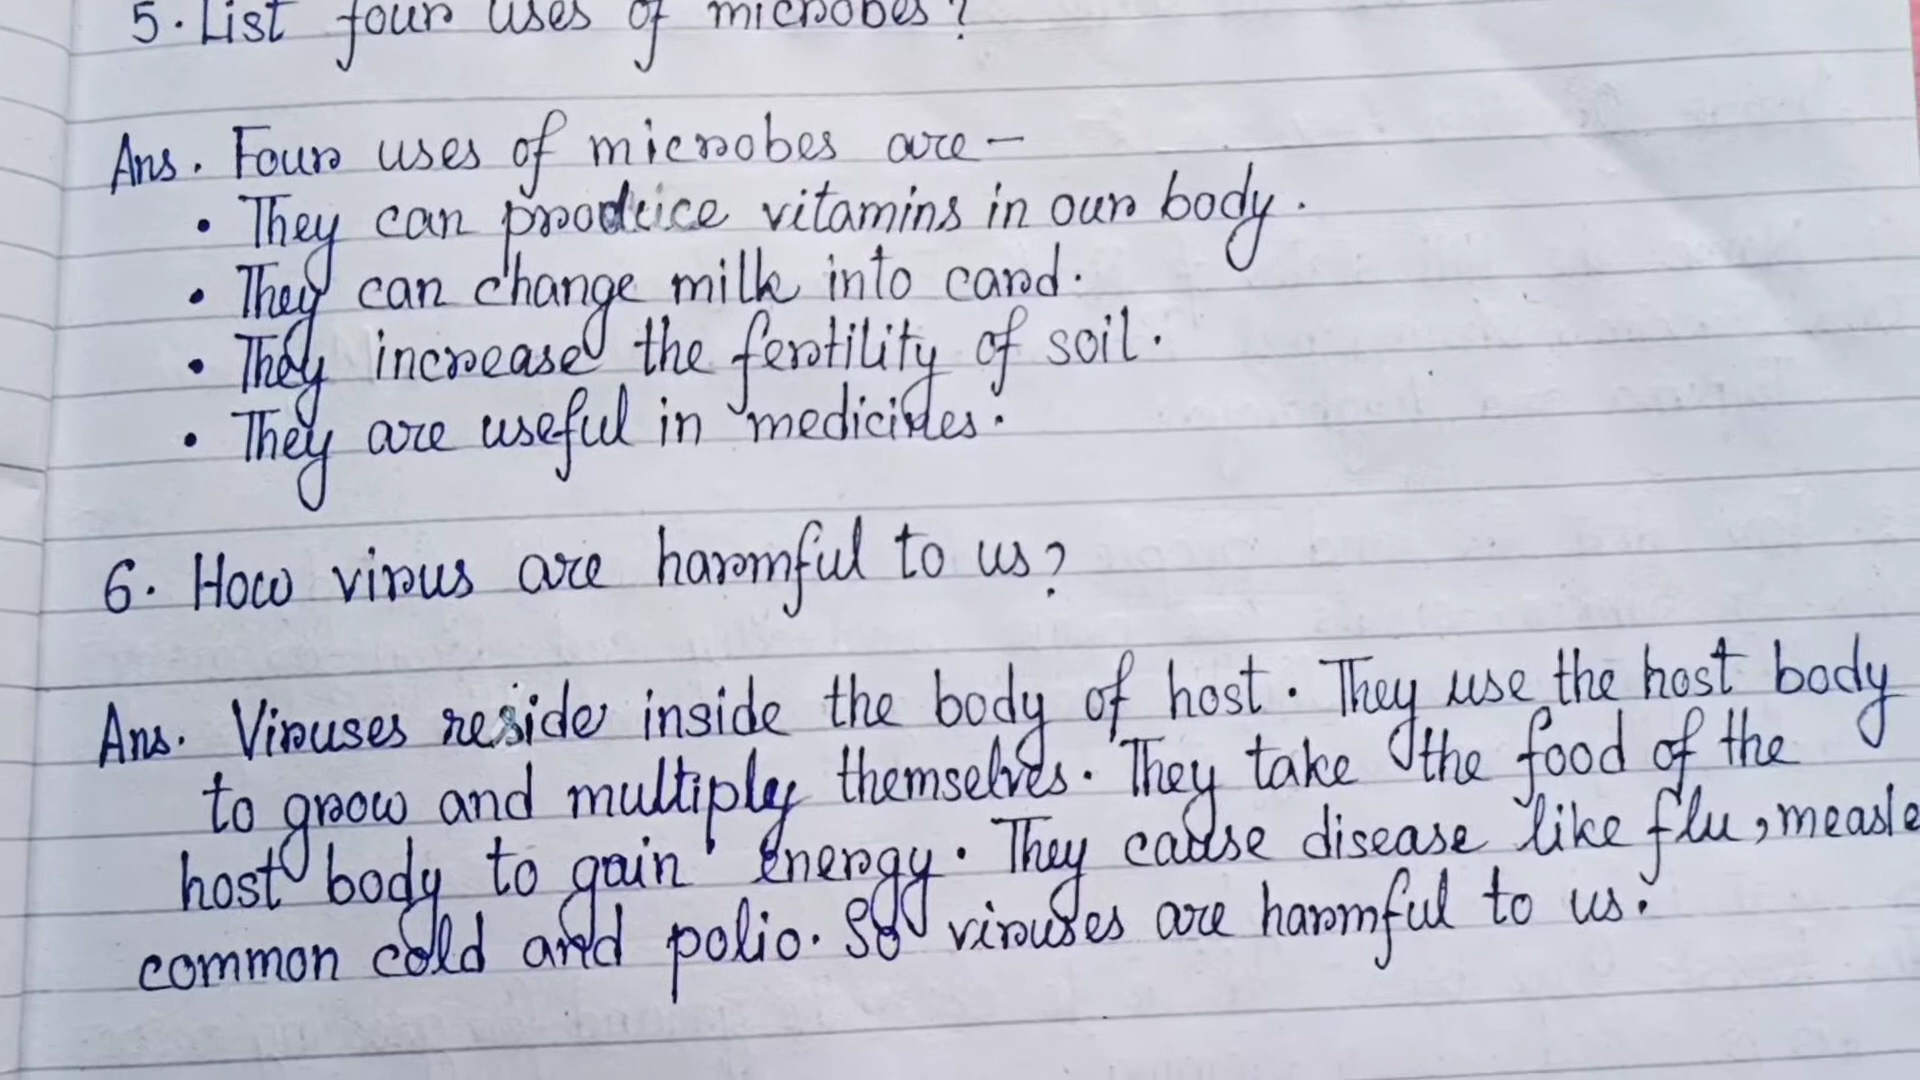 5. List four uses of microbes?
Ans. Four uses of microbes are -
• They can produce vitamins in our body.
• They can change milk into card.
• They increase the fertility of soil.
• They are useful in medicines.
6. How virus are harmful to us?
Ans. Viruses reside inside the body of host. They use the host body
to grow and multiply themselves. They take the food of the
host body to gain energy. They cause disease like flu, measle
common cold and polio. So viruses are harmful to us.